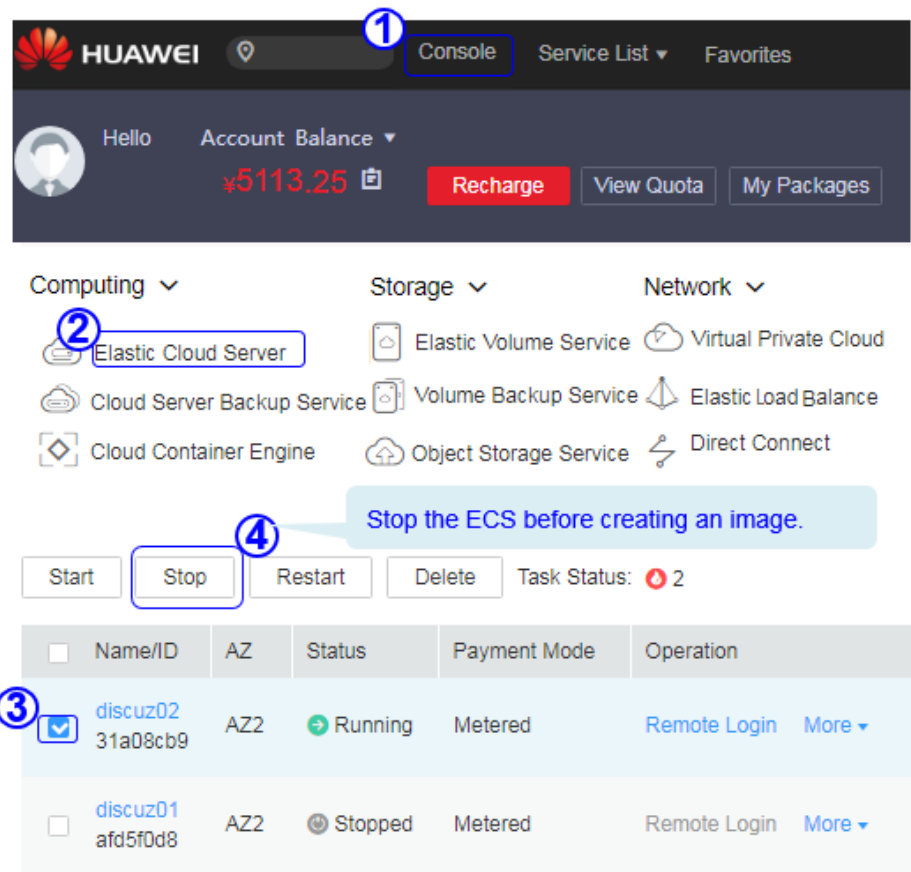 1
HUAWEI Console Service List Favorites
Hello Account Balance
¥5113.25 Recharge View Quota My Packages
Computing Storage Network
2
Elastic Cloud Server Elastic Volume Service Virtual Private Cloud
Cloud Server Backup Service Volume Backup Service Elastic Load Balance
Cloud Container Engine Object Storage Service Direct Connect
4 Stop the ECS before creating an image.
Start Stop Restart Delete Task Status: 2
Name/ID AZ Status Payment Mode Operation
3
discuz02
31a08cb9 AZ2 Running Metered Remote Login More
discuz01
afd5f0d8 AZ2 Stopped Metered Remote Login More